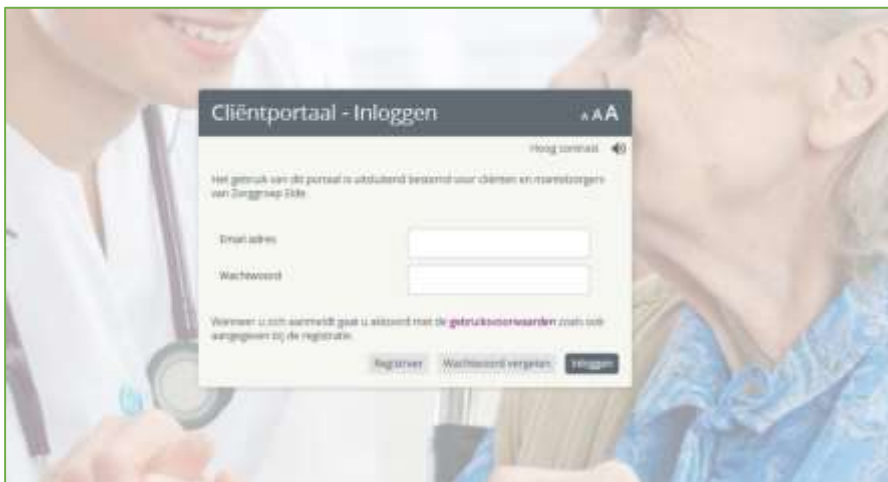 Cliëntportaal - Inloggen A A A
Hoog contrast
Het gebruik van dit portaal is uitsluitend bestemd voor cliënten en mantelzorgers
van Zorggroep Elde.
Email adres
Wachtwoord
Wanneer u zich aanmeldt gaat u akkoord met de gebruiksvoorwaarden zoals ook
aangegeven bij de registratie.
Registreer Wachtwoord vergeten Inloggen